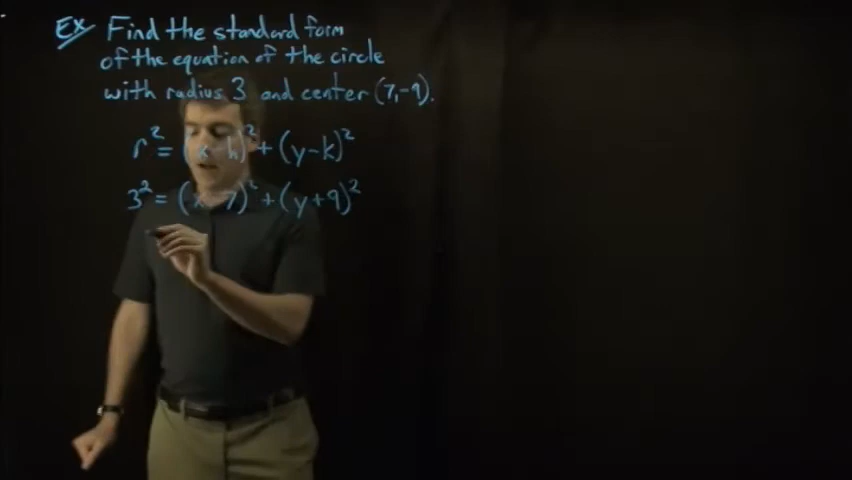 Ex Find the standard form
of the equation of the circle
with radius 3 and center (7,-9).
r² = (x-h)² + (y-k)²
3² = (x-7)² + (y+9)²